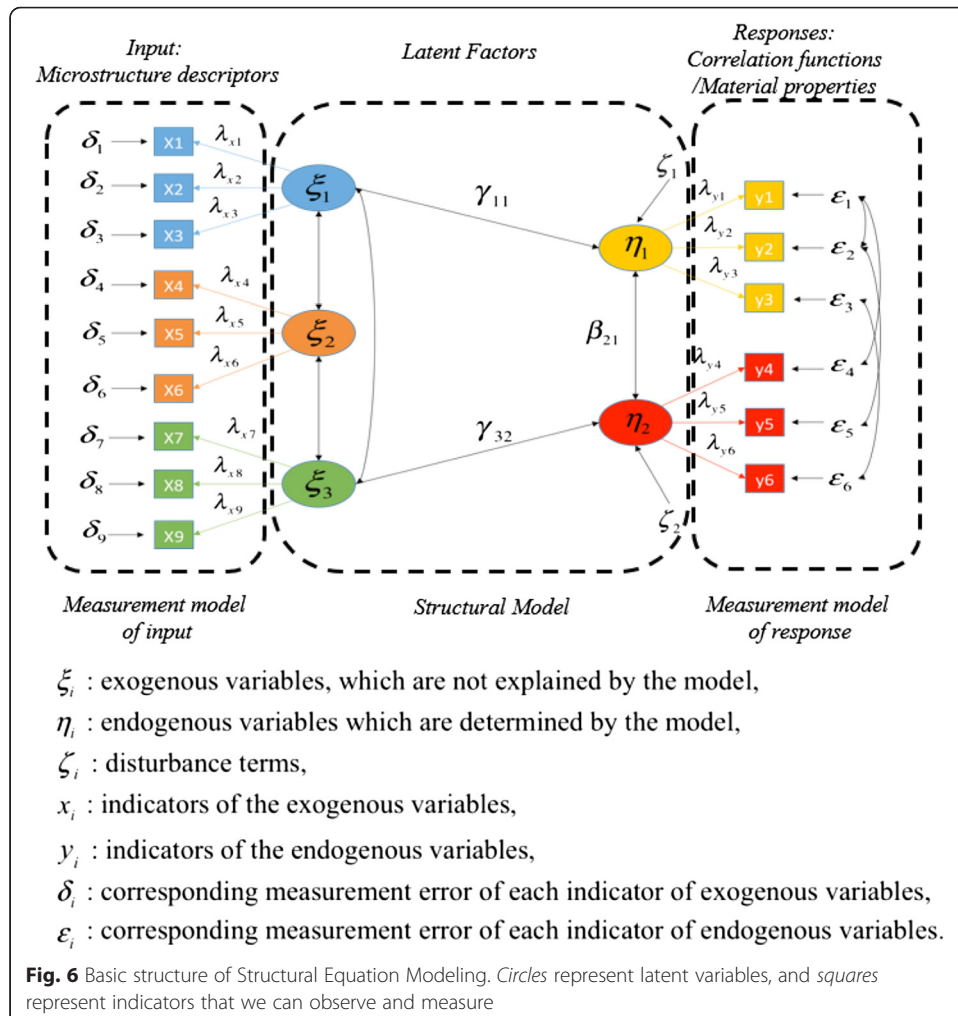 Input:
Microstructure descriptors
Latent Factors
Responses:
Correlation functions
/Material properties
δ₁ X1 λx1
δ₂ X2 λx2
δ₃ X3 λx3
δ₄ X4 λx4
δ₅ X5 λx5
δ₆ X6 λx6
δ₇ X7 λx7
δ₈ X8 λx8
δ₉ X9 λx9
ξ₁
ξ₂
ξ₃
γ₁₁
γ₃₂
ζ₁
η₁
β₂₁
η₂
ζ₂
λy1 y1 ε₁
λy2 y2 ε₂
λy3 y3 ε₃
λy4 y4 ε₄
λy5 y5 ε₅
λy6 y6 ε₆
Measurement model
of input
Structural Model
Measurement model
of response
ξᵢ : exogenous variables, which are not explained by the model,
ηᵢ : endogenous variables which are determined by the model,
ζᵢ : disturbance terms,
xᵢ : indicators of the exogenous variables,
yᵢ : indicators of the endogenous variables,
δᵢ : corresponding measurement error of each indicator of exogenous variables,
εᵢ : corresponding measurement error of each indicator of endogenous variables.
Fig. 6 Basic structure of Structural Equation Modeling. Circles represent latent variables, and squares
represent indicators that we can observe and measure